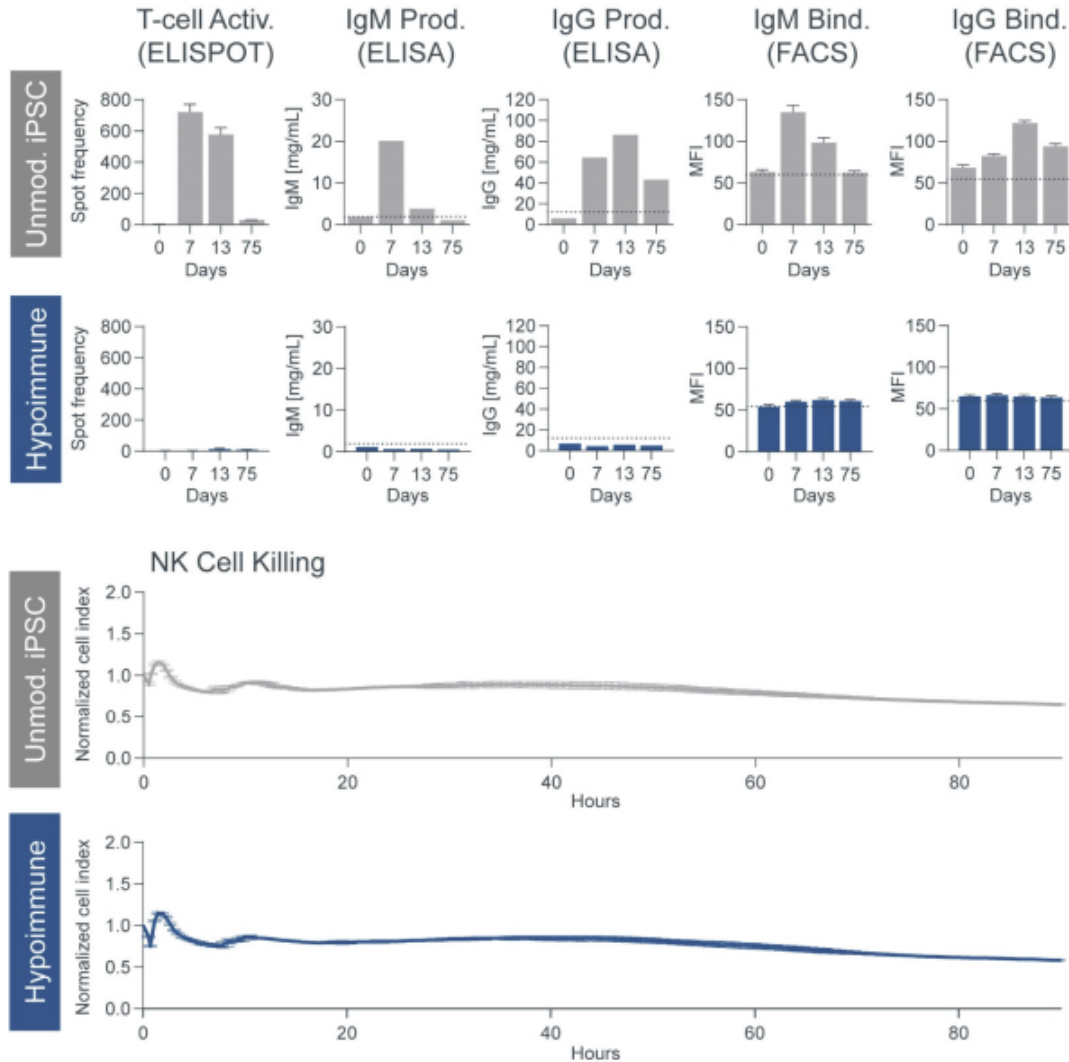 T-cell Activ. IgM Prod. IgG Prod. IgM Bind. IgG Bind.
(ELISPOT) (ELISA) (ELISA) (FACS) (FACS)
Unmod. iPSC
Spot frequency
800
600
400
200
0
0 7 13 75
Days
IgM [mg/mL]
30
20
10
0
0 7 13 75
Days
IgG [mg/mL]
120
100
80
60
40
20
0
0 7 13 75
Days
MFI
150
100
50
0
0 7 13 75
Days
MFI
150
100
50
0
0 7 13 75
Days
Hypoimmune
Spot frequency
800
600
400
200
0
0 7 13 75
Days
IgM [mg/mL]
30
20
10
0
0 7 13 75
Days
IgG [mg/mL]
120
100
80
60
40
20
0
0 7 13 75
Days
MFI
150
100
50
0
0 7 13 75
Days
MFI
150
100
50
0
0 7 13 75
Days
NK Cell Killing
Unmod. iPSC
Normalized cell index
2.0
1.5
1.0
0.5
0.0
0 20 40 60 80
Hours
Hypoimmune
Normalized cell index
2.0
1.5
1.0
0.5
0.0
0 20 40 60 80
Hours